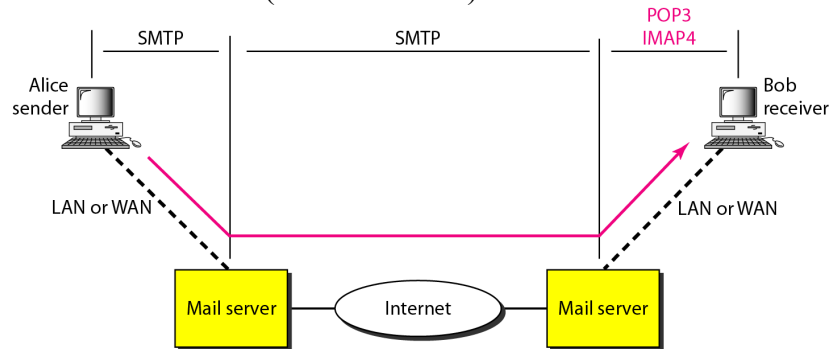 POP3
SMTP
SMTP
IMAP4
Alice
sender
Bob
receiver
LAN or WAN
LAN or WAN
Mail server
Internet
Mail server